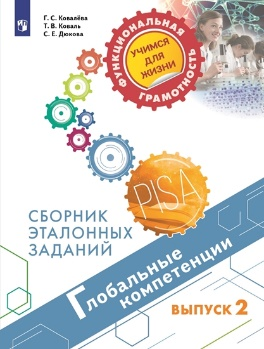 Г. С. Ковалёва
Т. В. Коваль
С. Е. Дюкова
ФУНКЦИОНАЛЬНАЯ
ГРАМОТНОСТЬ
УЧИМСЯ ДЛЯ
ЖИЗНИ
PISA
СБОРНИК
ЭТАЛОННЫХ
ЗАДАНИЙ
Глобальные
компетенции
ВЫПУСК 2